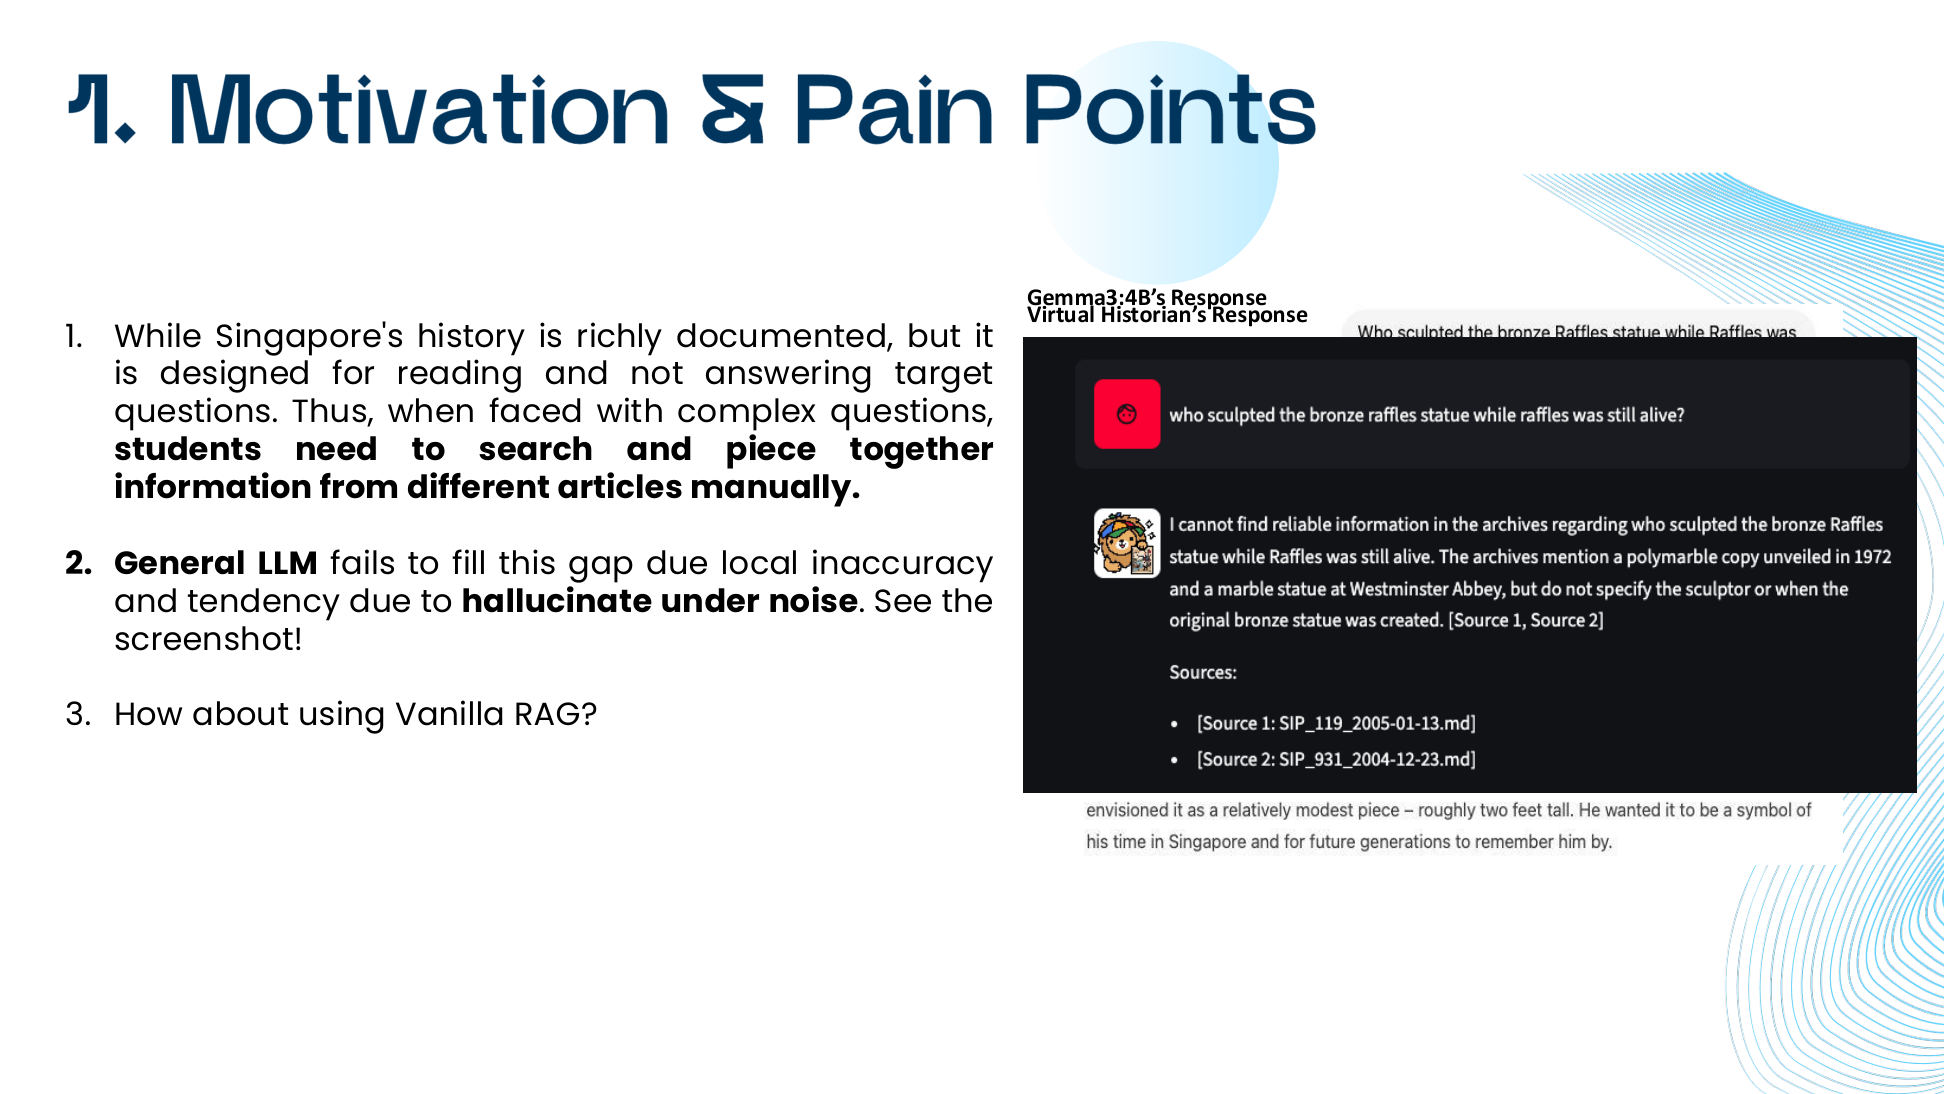 1. Motivation & Pain Points
1. While Singapore's history is richly documented, but it
is designed for reading and not answering target
questions. Thus, when faced with complex questions,
students need to search and piece together
information from different articles manually.
2. General LLM fails to fill this gap due local inaccuracy
and tendency due to hallucinate under noise. See the
screenshot!
3. How about using Vanilla RAG?
Gemma3:4B’s Response
Virtual Historian’s Response
Who sculpted the bronze Raffles statue while Raffles was
who sculpted the bronze raffles statue while raffles was still alive?
I cannot find reliable information in the archives regarding who sculpted the bronze Raffles
statue while Raffles was still alive. The archives mention a polymarble copy unveiled in 1972
and a marble statue at Westminster Abbey, but do not specify the sculptor or when the
original bronze statue was created. [Source 1, Source 2]
Sources:
• [Source 1: SIP_119_2005-01-13.md]
• [Source 2: SIP_931_2004-12-23.md]
envisioned it as a relatively modest piece – roughly two feet tall. He wanted it to be a symbol of
his time in Singapore and for future generations to remember him by.